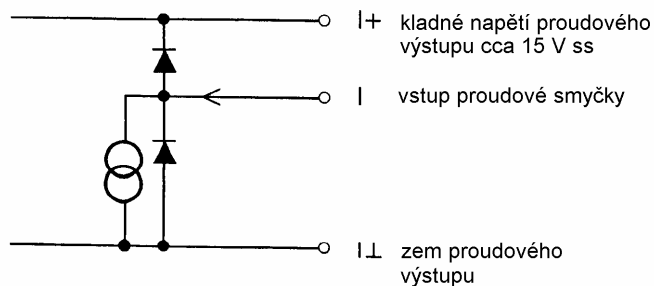 I+ kladné napětí proudového
výstupu cca 15 V ss
I vstup proudové smyčky
I⊥ zem proudového
výstupu